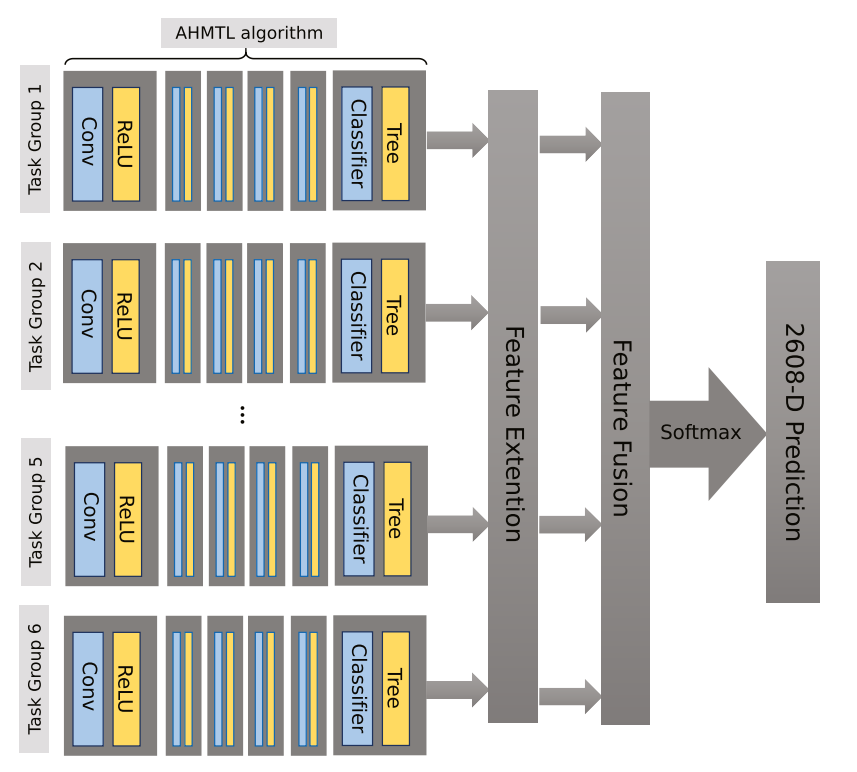 AHMTL algorithm
Task Group 1
Conv
ReLU
Classifier
Tree
Task Group 2
Conv
ReLU
Classifier
Tree
...
Task Group 5
Conv
ReLU
Classifier
Tree
Task Group 6
Conv
ReLU
Classifier
Tree
Feature Extention
Feature Fusion
Softmax
2608-D Prediction